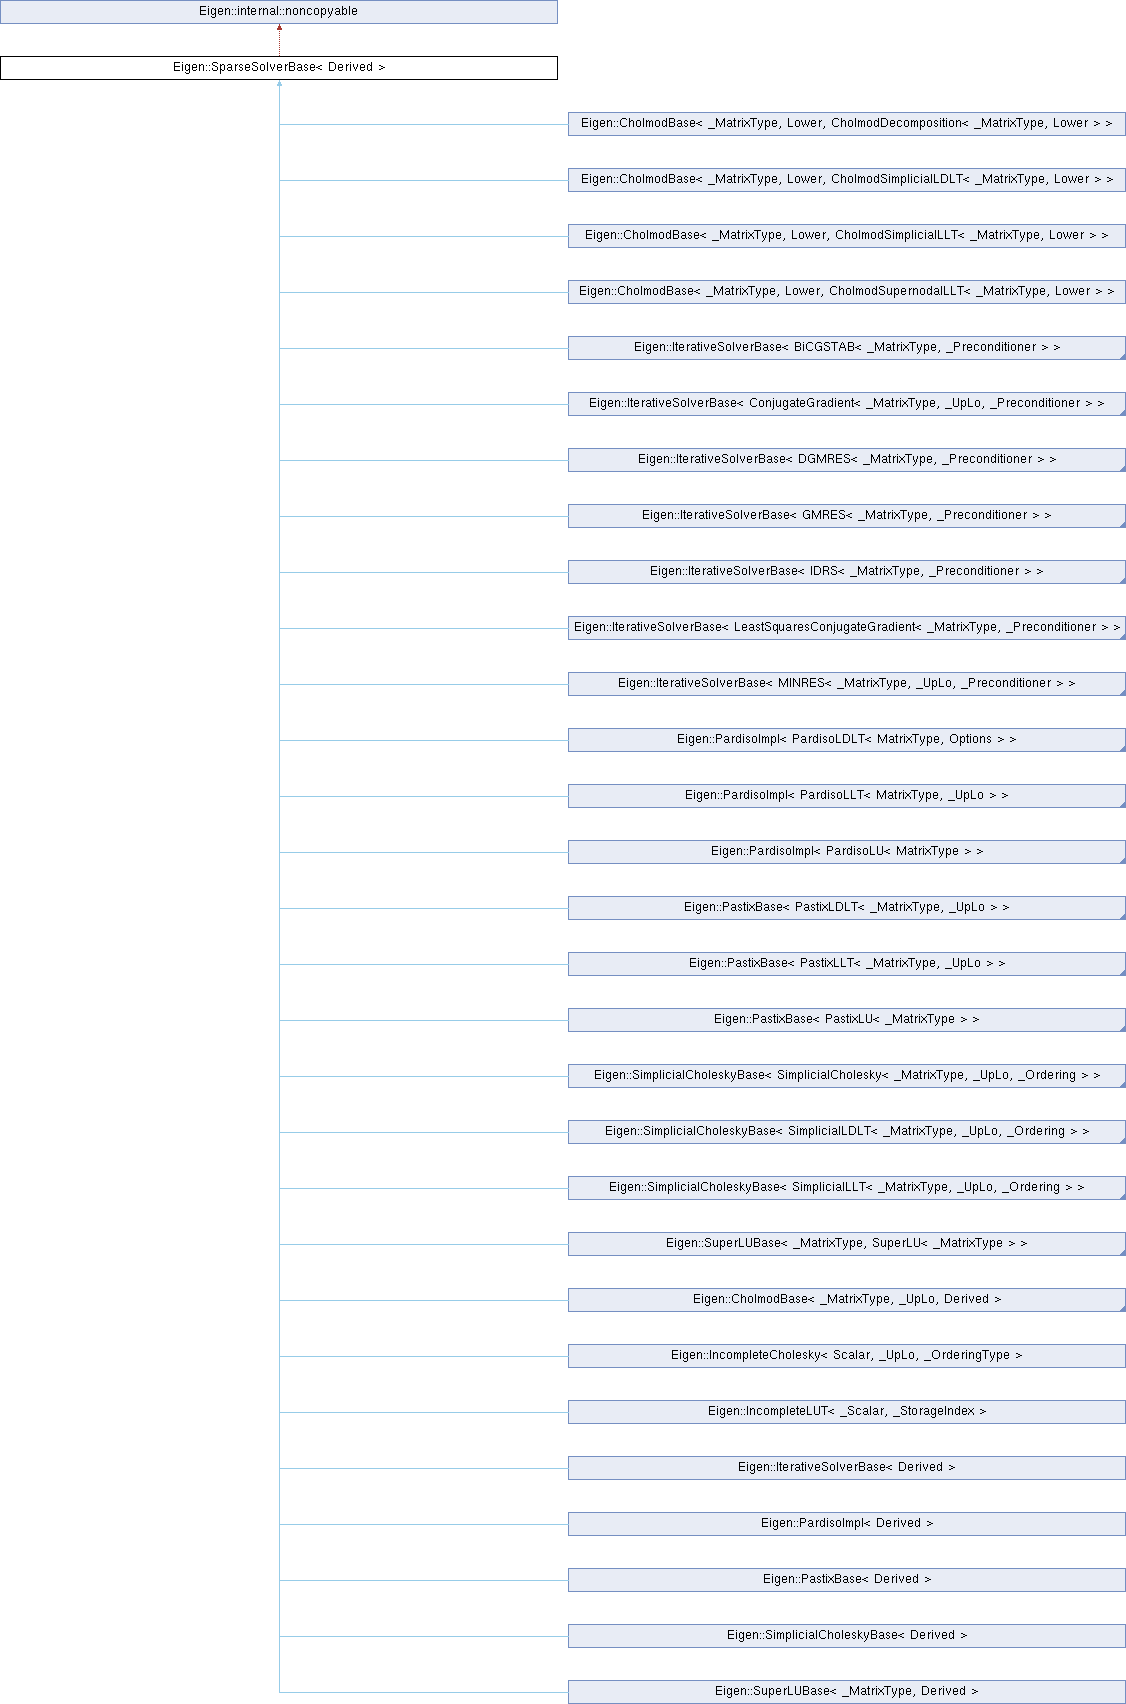 Eigen::internal::noncopyable
Eigen::SparseSolverBase< Derived >
Eigen::CholmodBase< _MatrixType, Lower, CholmodDecomposition< _MatrixType, Lower > >
Eigen::CholmodBase< _MatrixType, Lower, CholmodSimplicialLDLT< _MatrixType, Lower > >
Eigen::CholmodBase< _MatrixType, Lower, CholmodSimplicialLLT< _MatrixType, Lower > >
Eigen::CholmodBase< _MatrixType, Lower, CholmodSupernodalLLT< _MatrixType, Lower > >
Eigen::IterativeSolverBase< BiCGSTAB< _MatrixType, _Preconditioner > >
Eigen::IterativeSolverBase< ConjugateGradient< _MatrixType, _UpLo, _Preconditioner > >
Eigen::IterativeSolverBase< DGMRES< _MatrixType, _Preconditioner > >
Eigen::IterativeSolverBase< GMRES< _MatrixType, _Preconditioner > >
Eigen::IterativeSolverBase< IDRS< _MatrixType, _Preconditioner > >
Eigen::IterativeSolverBase< LeastSquaresConjugateGradient< _MatrixType, _Preconditioner > >
Eigen::IterativeSolverBase< MINRES< _MatrixType, _UpLo, _Preconditioner > >
Eigen::PardisoImpl< PardisoLDLT< MatrixType, Options > >
Eigen::PardisoImpl< PardisoLLT< MatrixType, _UpLo > >
Eigen::PardisoImpl< PardisoLU< MatrixType > >
Eigen::PastixBase< PastixLDLT< _MatrixType, _UpLo > >
Eigen::PastixBase< PastixLLT< _MatrixType, _UpLo > >
Eigen::PastixBase< PastixLU< _MatrixType > >
Eigen::SimplicialCholeskyBase< SimplicialCholesky< _MatrixType, _UpLo, _Ordering > >
Eigen::SimplicialCholeskyBase< SimplicialLDLT< _MatrixType, _UpLo, _Ordering > >
Eigen::SimplicialCholeskyBase< SimplicialLLT< _MatrixType, _UpLo, _Ordering > >
Eigen::SuperLUBase< _MatrixType, SuperLU< _MatrixType > >
Eigen::CholmodBase< _MatrixType, _UpLo, Derived >
Eigen::IncompleteCholesky< Scalar, _UpLo, _OrderingType >
Eigen::IncompleteLUT< _Scalar, _StorageIndex >
Eigen::IterativeSolverBase< Derived >
Eigen::PardisoImpl< Derived >
Eigen::PastixBase< Derived >
Eigen::SimplicialCholeskyBase< Derived >
Eigen::SuperLUBase< _MatrixType, Derived >